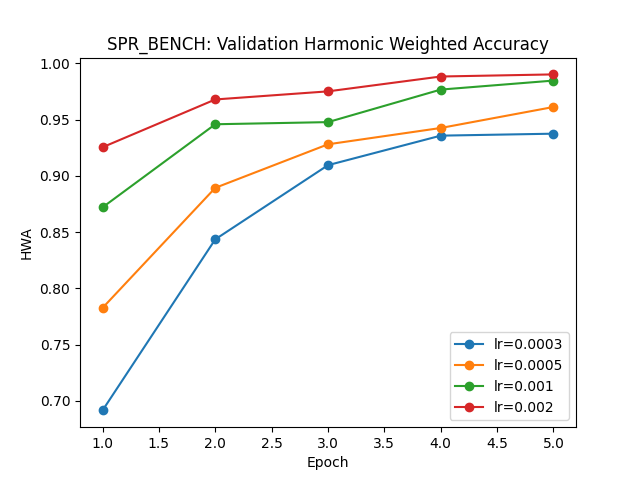 SPR_BENCH: Validation Harmonic Weighted Accuracy
1.00
0.95
0.90
0.85
0.80
0.75
0.70
HWA
lr=0.0003
lr=0.0005
lr=0.001
lr=0.002
1.0 1.5 2.0 2.5 3.0 3.5 4.0 4.5 5.0
Epoch